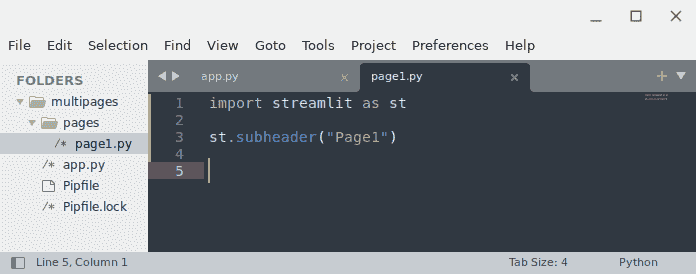 File Edit Selection Find View Goto Tools Project Preferences Help
FOLDERS
multipages
pages
/* page1.py
/* app.py
Pipfile
/* Pipfile.lock
app.py x page1.py x +
1 import streamlit as st
2
3 st.subheader("Page1")
4
5
Line 5, Column 1 Tab Size: 4 Python